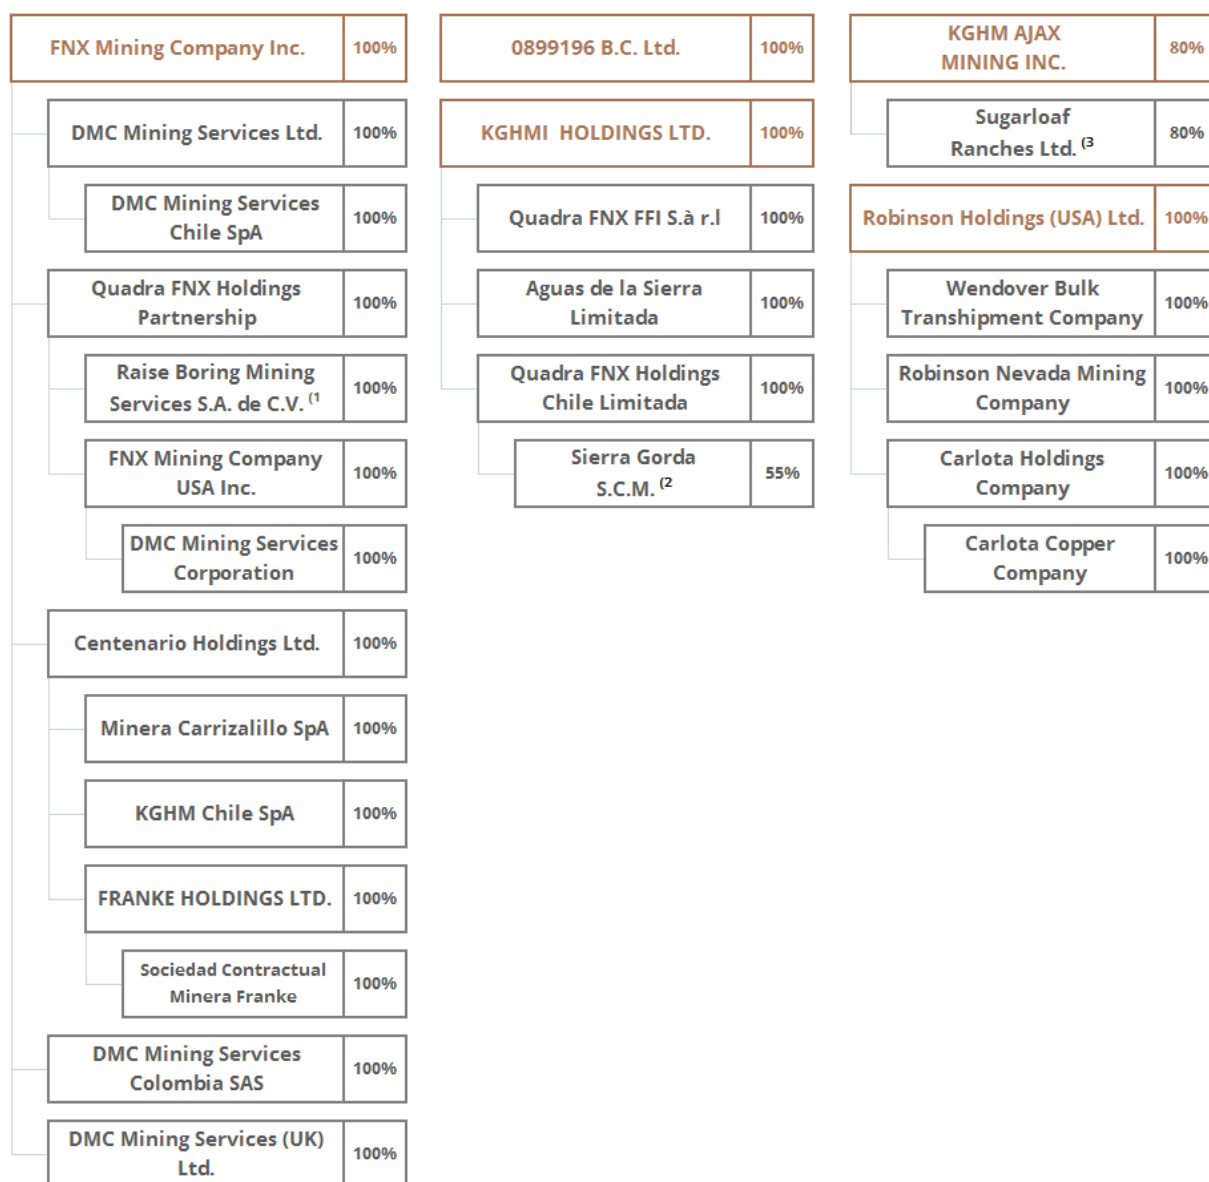 FNX Mining Company Inc.
100%
DMC Mining Services Ltd.
100%
DMC Mining Services
Chile SpA
100%
Quadra FNX Holdings
Partnership
100%
Raise Boring Mining
Services S.A. de C.V. (1
100%
FNX Mining Company
USA Inc.
100%
DMC Mining Services
Corporation
100%
Centenario Holdings Ltd.
100%
Minera Carrizalillo SpA
100%
KGHM Chile SpA
100%
FRANKE HOLDINGS LTD.
100%
Sociedad Contractual
Minera Franke
100%
DMC Mining Services
Colombia SAS
100%
DMC Mining Services (UK)
Ltd.
100%
0899196 B.C. Ltd.
100%
KGHMI HOLDINGS LTD.
100%
Quadra FNX FFI S.à r.l
100%
Aguas de la Sierra
Limitada
100%
Quadra FNX Holdings
Chile Limitada
100%
Sierra Gorda
S.C.M. (2
55%
KGHM AJAX
MINING INC.
80%
Sugarloaf
Ranches Ltd. (3
80%
Robinson Holdings (USA) Ltd.
100%
Wendover Bulk
Transhipment Company
100%
Robinson Nevada Mining
Company
100%
Carlota Holdings
Company
100%
Carlota Copper
Company
100%